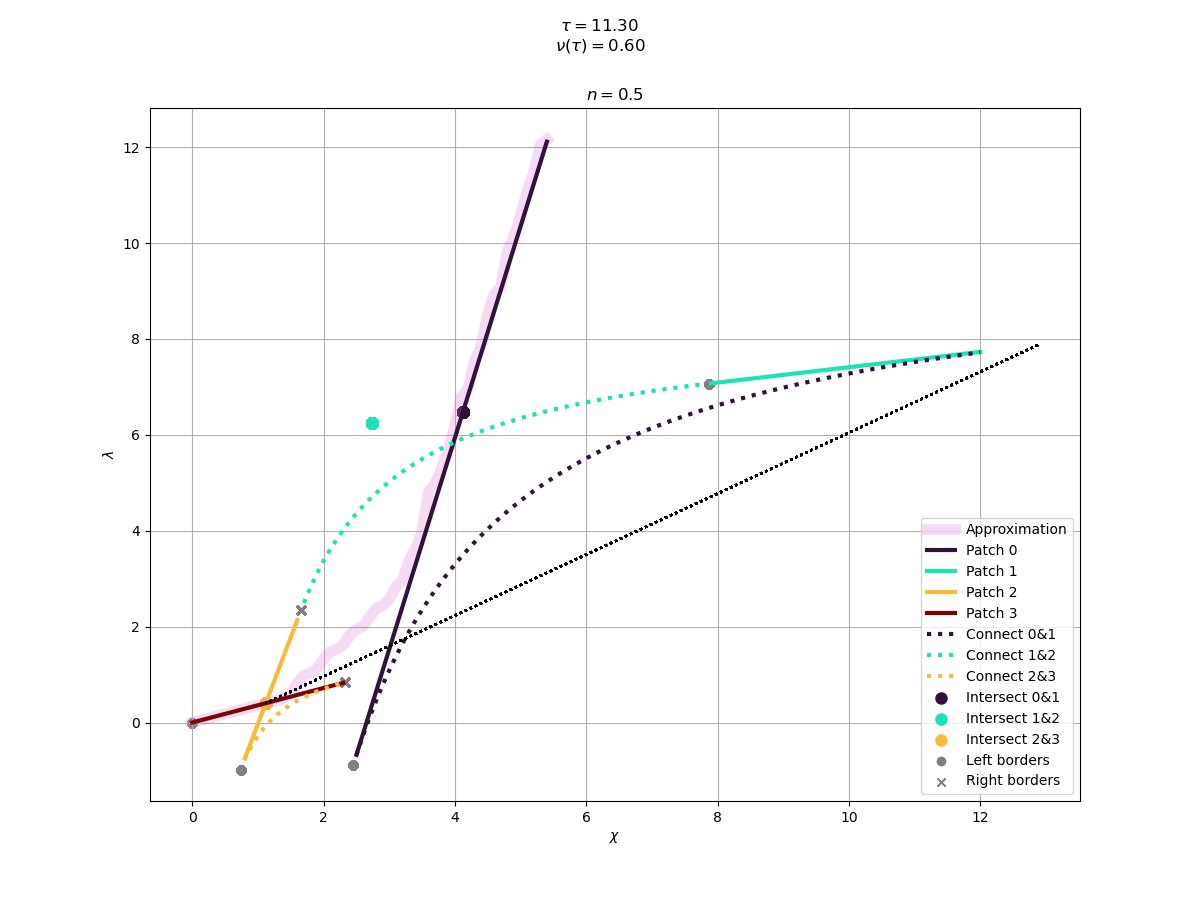 τ = 11.30
ν(τ) = 0.60
n = 0.5
12
10
8
6
4
2
0
λ
0 2 4 6 8 10 12
χ
Approximation
Patch 0
Patch 1
Patch 2
Patch 3
Connect 0&1
Connect 1&2
Connect 2&3
Intersect 0&1
Intersect 1&2
Intersect 2&3
Left borders
Right borders